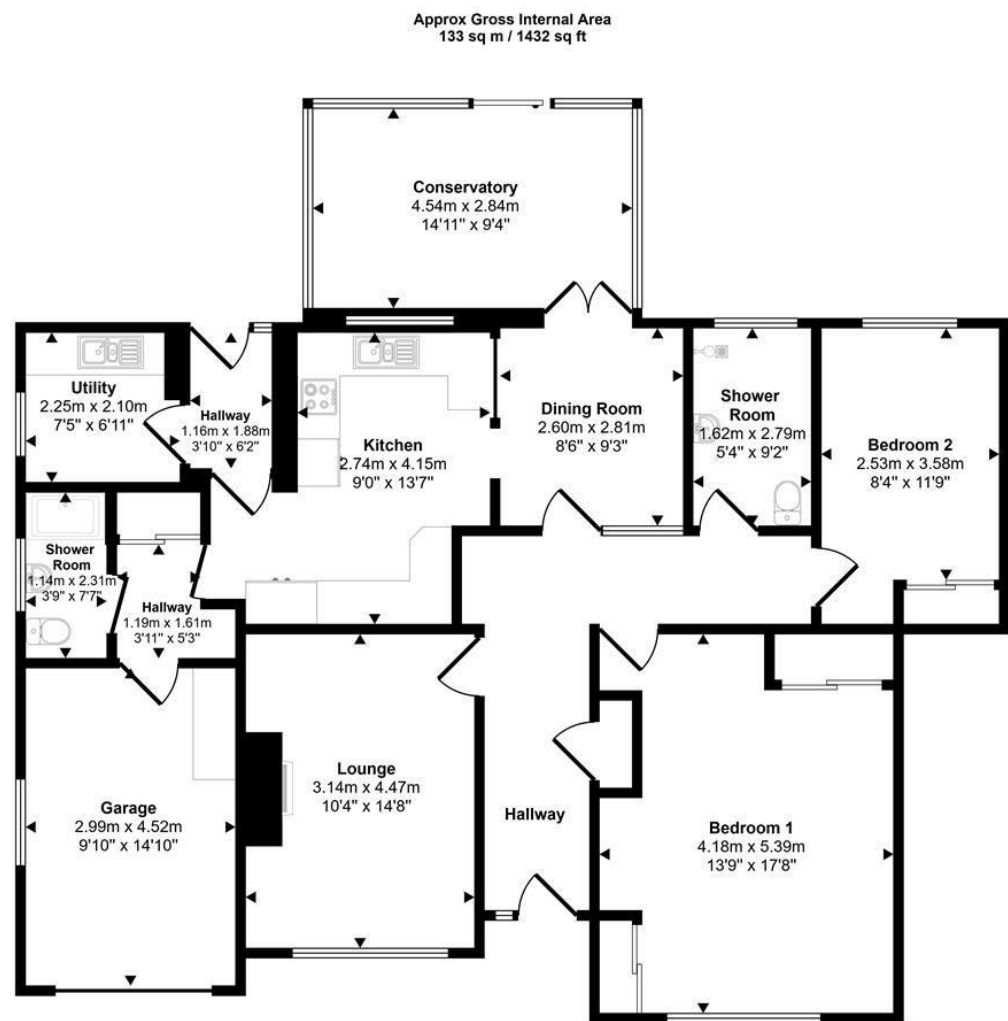 Approx Gross Internal Area
133 sq m / 1432 sq ft
Conservatory
4.54m x 2.84m
14'11" x 9'4"
Utility
2.25m x 2.10m
7'5" x 6'11"
Hallway
1.16m x 1.88m
3'10" x 6'2"
Kitchen
2.74m x 4.15m
9'0" x 13'7"
Dining Room
2.60m x 2.81m
8'6" x 9'3"
Shower
Room
1.62m x 2.79m
5'4" x 9'2"
Bedroom 2
2.53m x 3.58m
8'4" x 11'9"
Shower
Room
1.14m x 2.31m
3'9" x 7'7"
Hallway
1.19m x 1.61m
3'11" x 5'3"
Garage
2.99m x 4.52m
9'10" x 14'10"
Lounge
3.14m x 4.47m
10'4" x 14'8"
Hallway
Bedroom 1
4.18m x 5.39m
13'9" x 17'8"